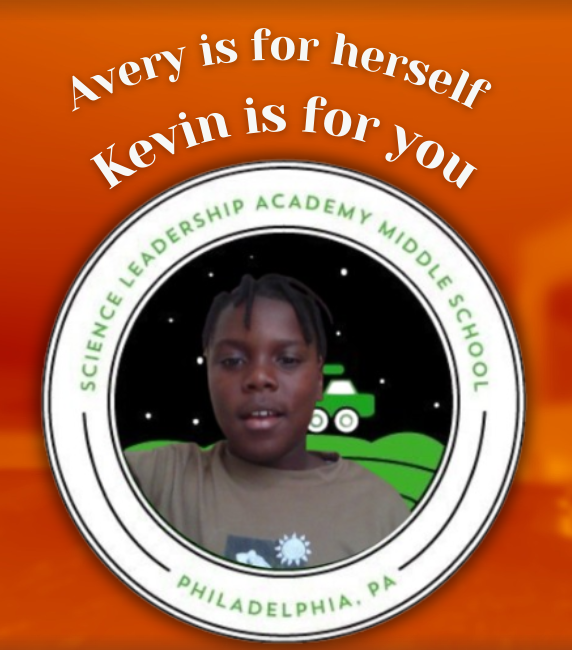 Avery is for herself
Kevin is for you
SCIENCE LEADERSHIP ACADEMY MIDDLE SCHOOL
PHILADELPHIA, PA